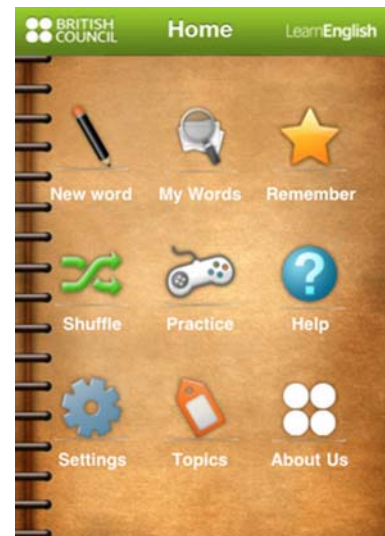 BRITISH
COUNCIL
Home
LearnEnglish
New word My Words Remember
Shuffle Practice Help
Settings Topics About Us